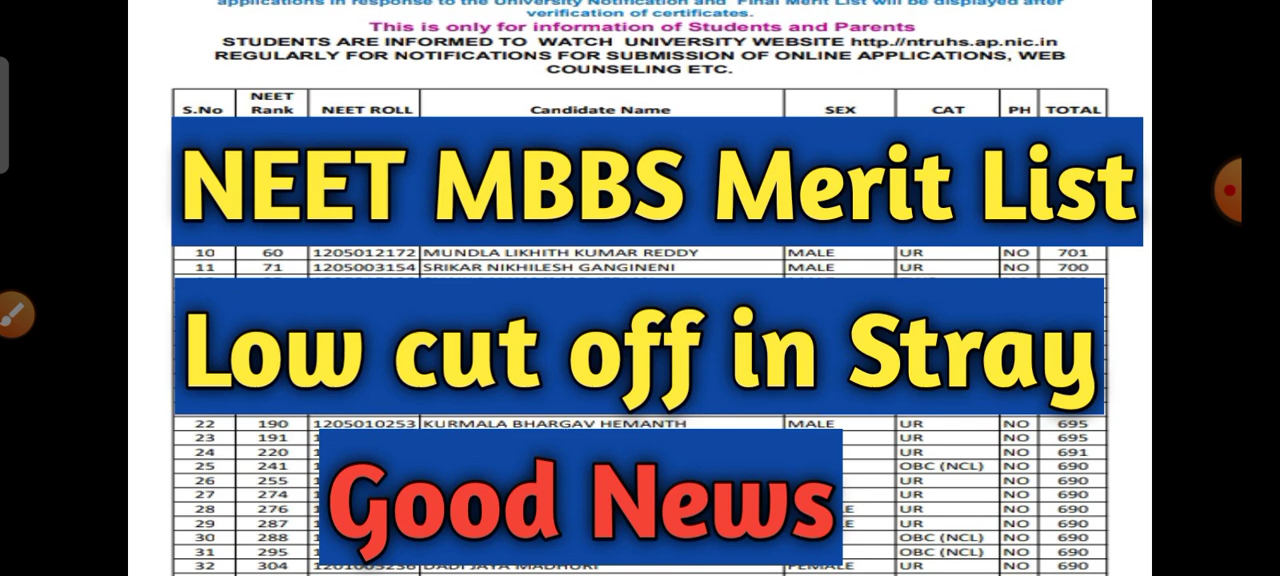 applications in response to the University Notification and Final Merit List will be displayed after
verification of certificates.
This is only for information of Students and Parents
STUDENTS ARE INFORMED TO WATCH UNIVERSITY WEBSITE http.//ntruhs.ap.nic.in
REGULARLY FOR NOTIFICATIONS FOR SUBMISSION OF ONLINE APPLICATIONS, WEB
COUNSELING ETC.
S.No NEET Rank NEET ROLL Candidate Name SEX CAT PH TOTAL
NEET MBBS Merit List
10 60 1205012172 MUNDLA LIKHITH KUMAR REDDY MALE UR NO 701
11 71 1205003154 SRIKAR NIKHILESH GANGINENI MALE UR NO 700
Low cut off in Stray
22 190 1205010253 KURMALA BHARGAV HEMANTH MALE UR NO 695
23 191 UR NO 695
24 220 UR NO 691
25 241 OBC (NCL) NO 690
26 255 UR NO 690
27 274 UR NO 690
28 276 UR NO 690
29 287 UR NO 690
30 288 OBC (NCL) NO 690
31 295 OBC (NCL) NO 690
Good News
32 304 DADI JAYA MADHURI FEMALE UR NO 690